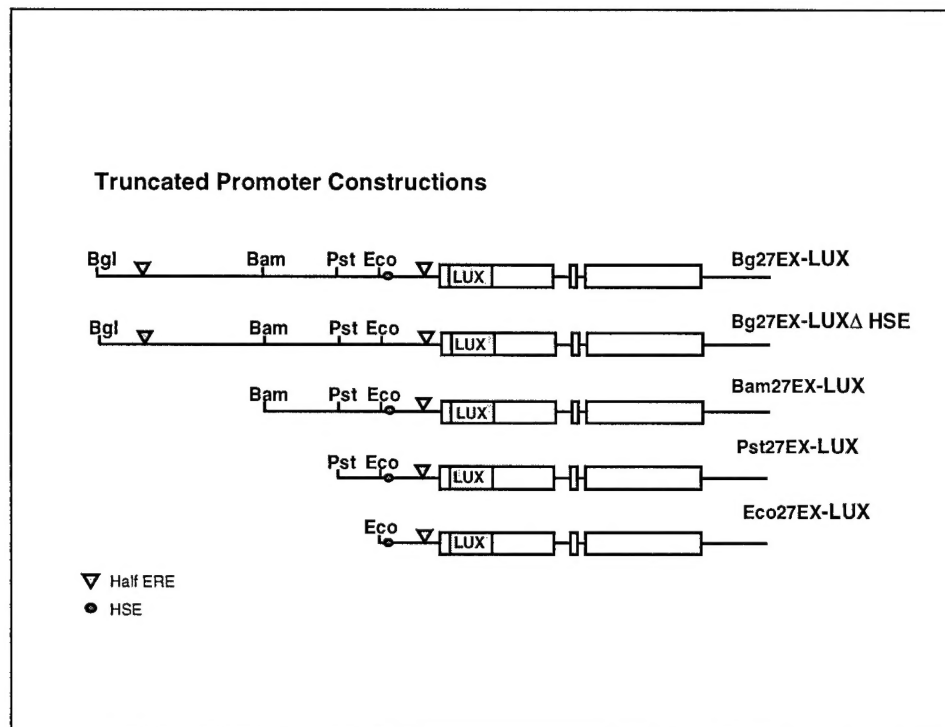 Truncated Promoter Constructions
Bgl Bam Pst Eco
LUX
Bg27EX-LUX
Bgl Bam Pst Eco
LUX
Bg27EX-LUXΔ HSE
Bam Pst Eco
LUX
Bam27EX-LUX
Pst Eco
LUX
Pst27EX-LUX
Eco
LUX
Eco27EX-LUX
Half ERE
HSE